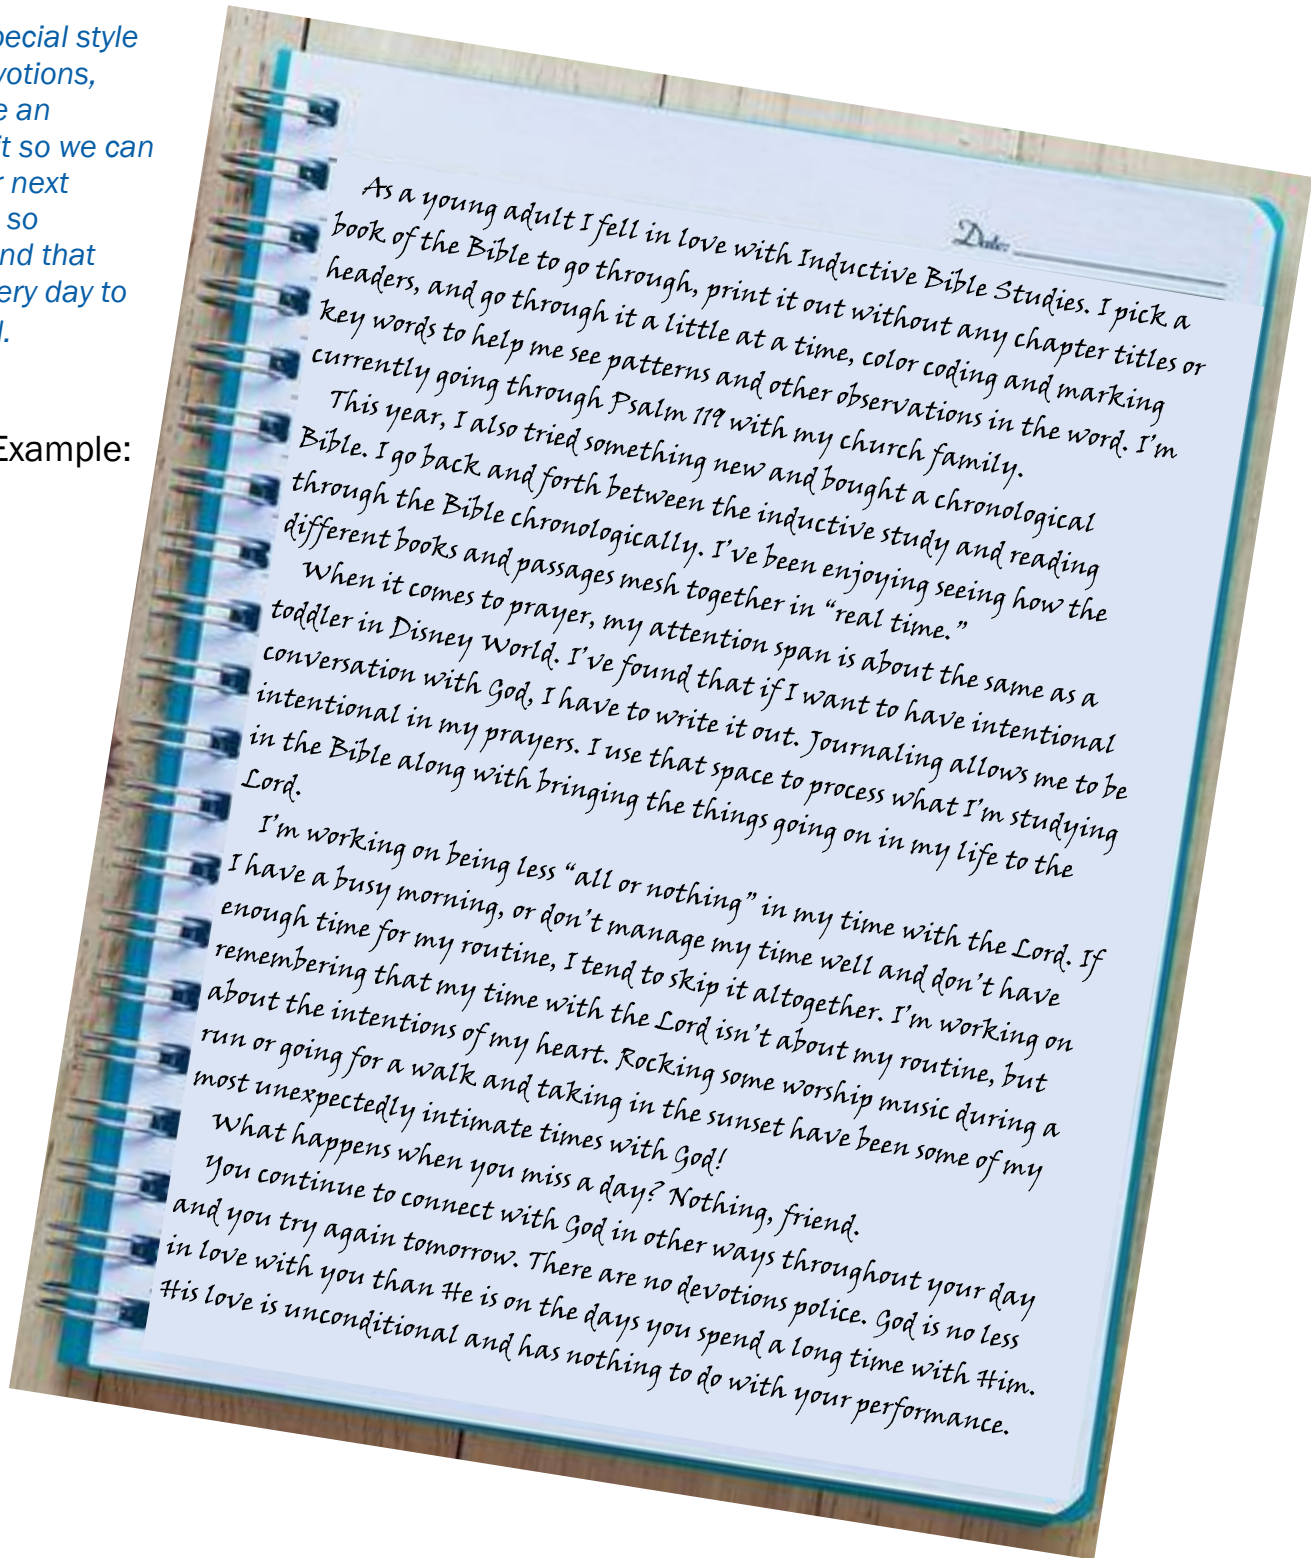 pecial style
votions,
e an
it so we can
r next
so
nd that
ery day to
d.
Example:
Date:
As a young adult I fell in love with Inductive Bible Studies. I pick a
book of the Bible to go through, print it out without any chapter titles or
headers, and go through it a little at a time, color coding and marking
key words to help me see patterns and other observations in the word. I'm
currently going through Psalm 119 with my church family.
This year, I also tried something new and bought a chronological
Bible. I go back and forth between the inductive study and reading
through the Bible chronologically. I've been enjoying seeing how the
different books and passages mesh together in “real time.”
When it comes to prayer, my attention span is about the same as a
toddler in Disney World. I've found that if I want to have intentional
conversation with God, I have to write it out. Journaling allows me to be
intentional in my prayers. I use that space to process what I'm studying
in the Bible along with bringing the things going on in my life to the
Lord.
I'm working on being less “all or nothing” in my time with the Lord. If
I have a busy morning, or don't manage my time well and don't have
enough time for my routine, I tend to skip it altogether. I'm working on
remembering that my time with the Lord isn't about my routine, but
about the intentions of my heart. Rocking some worship music during a
run or going for a walk and taking in the sunset have been some of my
most unexpectedly intimate times with God!
What happens when you miss a day? Nothing, friend.
You continue to connect with God in other ways throughout your day
and you try again tomorrow. There are no devotions police. God is no less
in love with you than He is on the days you spend a long time with Him.
His love is unconditional and has nothing to do with your performance.